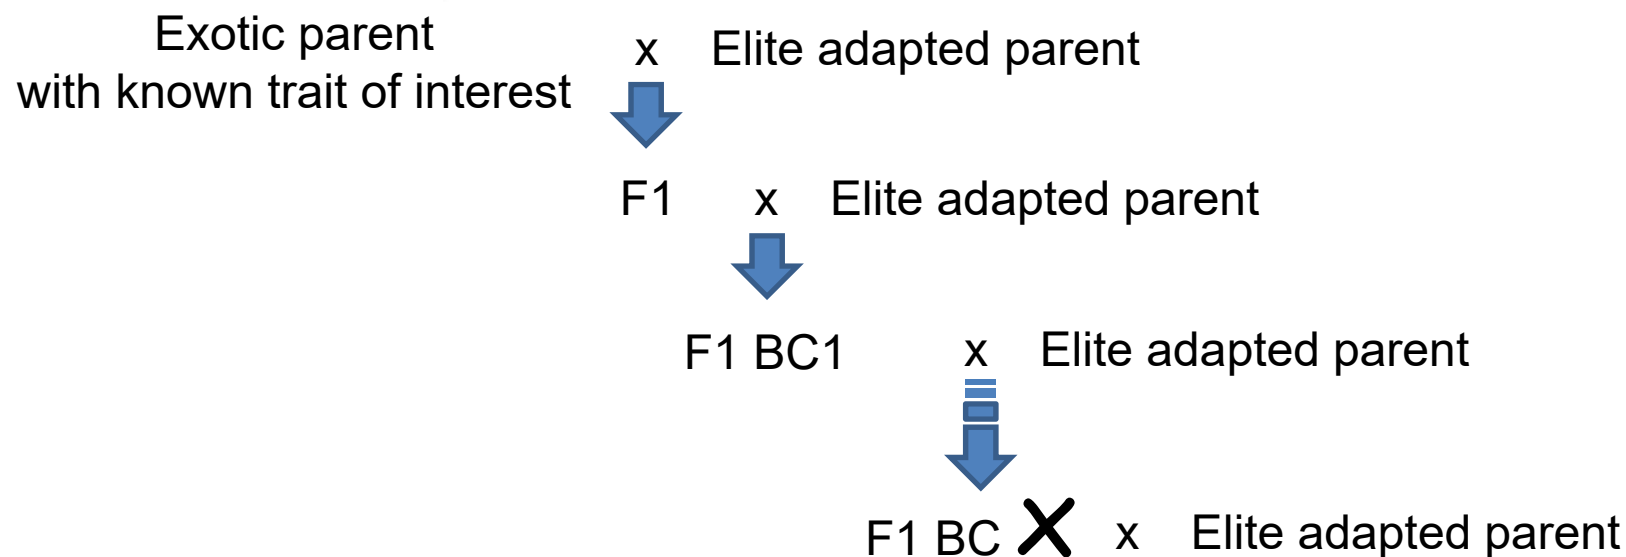 Exotic parent
with known trait of interest
x Elite adapted parent
F1 x Elite adapted parent
F1 BC1 x Elite adapted parent
F1 BC X x Elite adapted parent